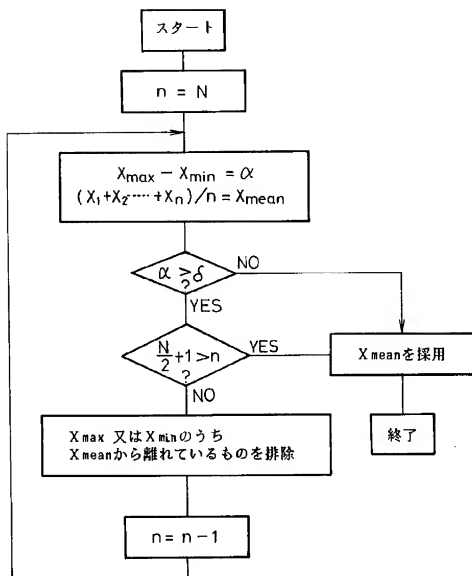 スタート
n = N
Xmax − Xmin = α
(X1+X2-----+Xn)/n = Xmean
α > δ
?
NO
YES
N/2+1>n
?
YES
NO
Xmeanを採用
終了
Xmax 又はXminのうち
Xmeanから離れているものを排除
n = n−1